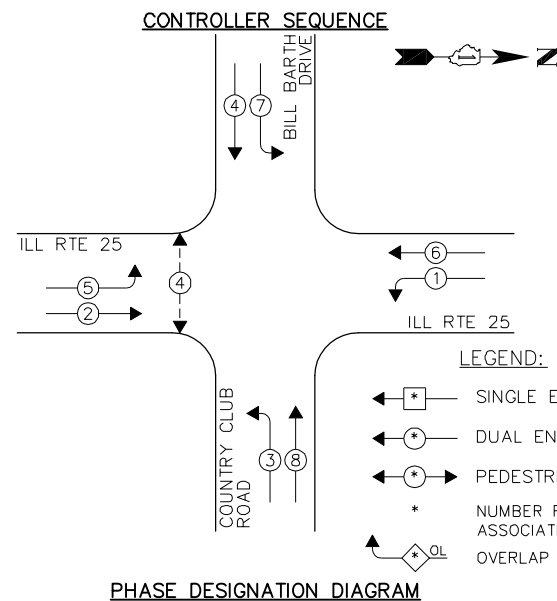 CONTROLLER SEQUENCE
BILL BARTH
DRIVE
4
7
ILL RTE 25
6
5
4
1
2
ILL RTE 25
LEGEND:
COUNTRY CLUB
ROAD
* SINGLE E
* DUAL EN
3
8
* PEDESTR
* NUMBER
ASSOCIAT
* OL OVERLAP
PHASE DESIGNATION DIAGRAM